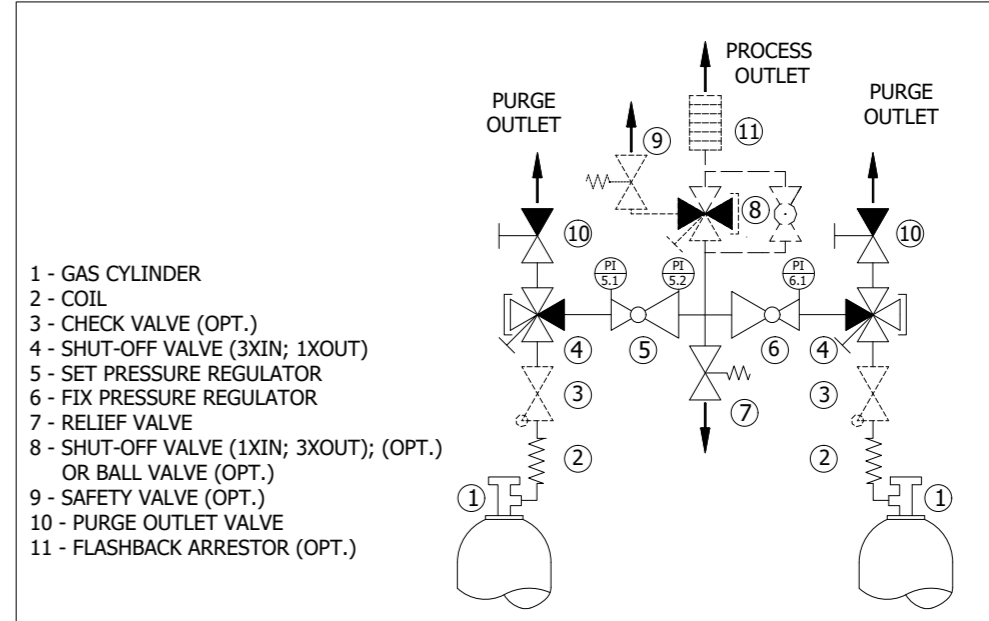 PROCESS
OUTLET
PURGE
OUTLET
PURGE
OUTLET
9
11
8
10
10
PI
5.1
PI
5.2
PI
6.1
4
5
6
4
3
7
3
2
2
1
1
1 - GAS CYLINDER
2 - COIL
3 - CHECK VALVE (OPT.)
4 - SHUT-OFF VALVE (3XIN; 1XOUT)
5 - SET PRESSURE REGULATOR
6 - FIX PRESSURE REGULATOR
7 - RELIEF VALVE
8 - SHUT-OFF VALVE (1XIN; 3XOUT); (OPT.)
OR BALL VALVE (OPT.)
9 - SAFETY VALVE (OPT.)
10 - PURGE OUTLET VALVE
11 - FLASHBACK ARRESTOR (OPT.)